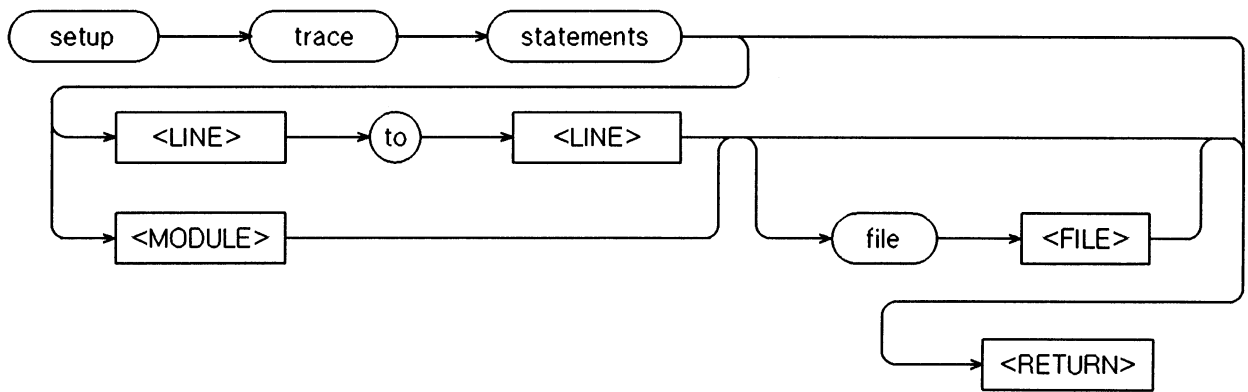 setup trace statements
<LINE> to <LINE>
<MODULE>
file <FILE>
<RETURN>